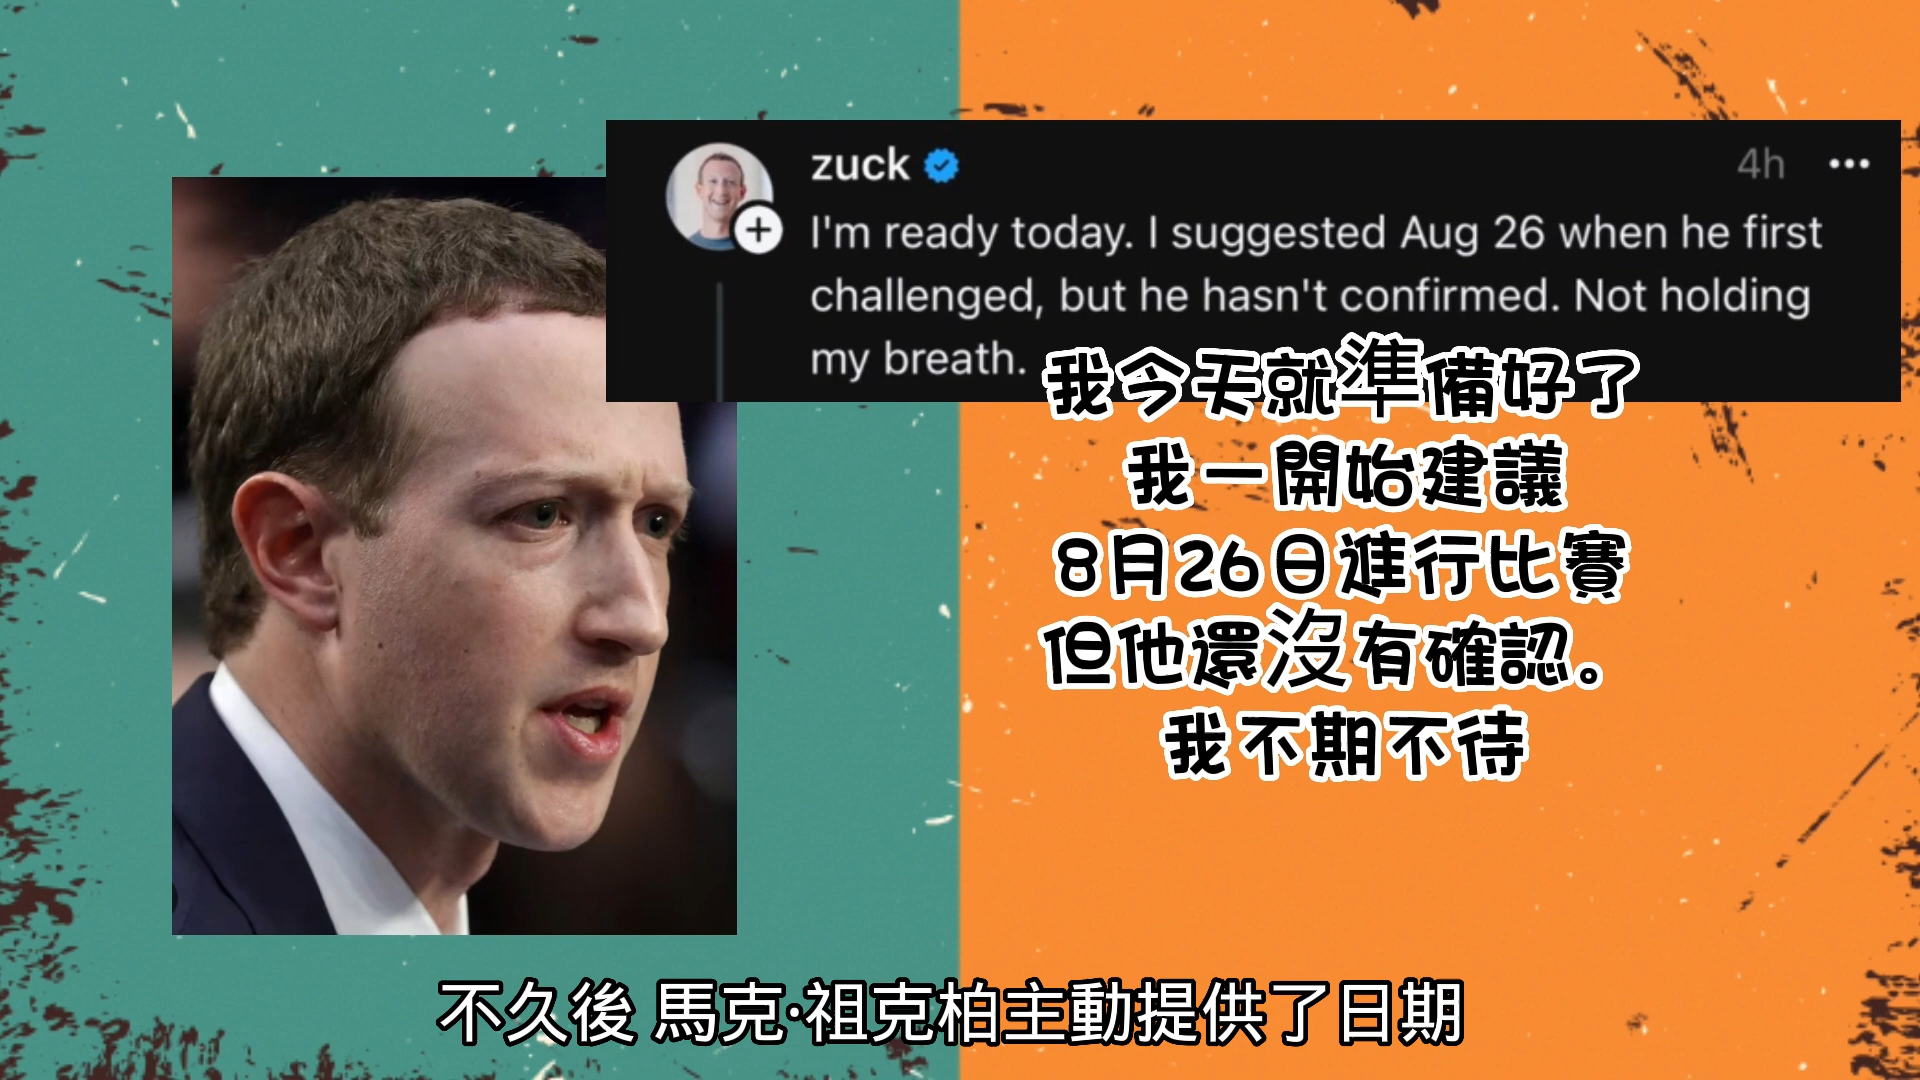 zuck
4h
I'm ready today. I suggested Aug 26 when he first
challenged, but he hasn't confirmed. Not holding
my breath.
我今天就準備好了
我一開始建議
8月26日進行比賽
但他還沒有確認。
我不期不待
不久後 馬克·祖克柏主動提供了日期